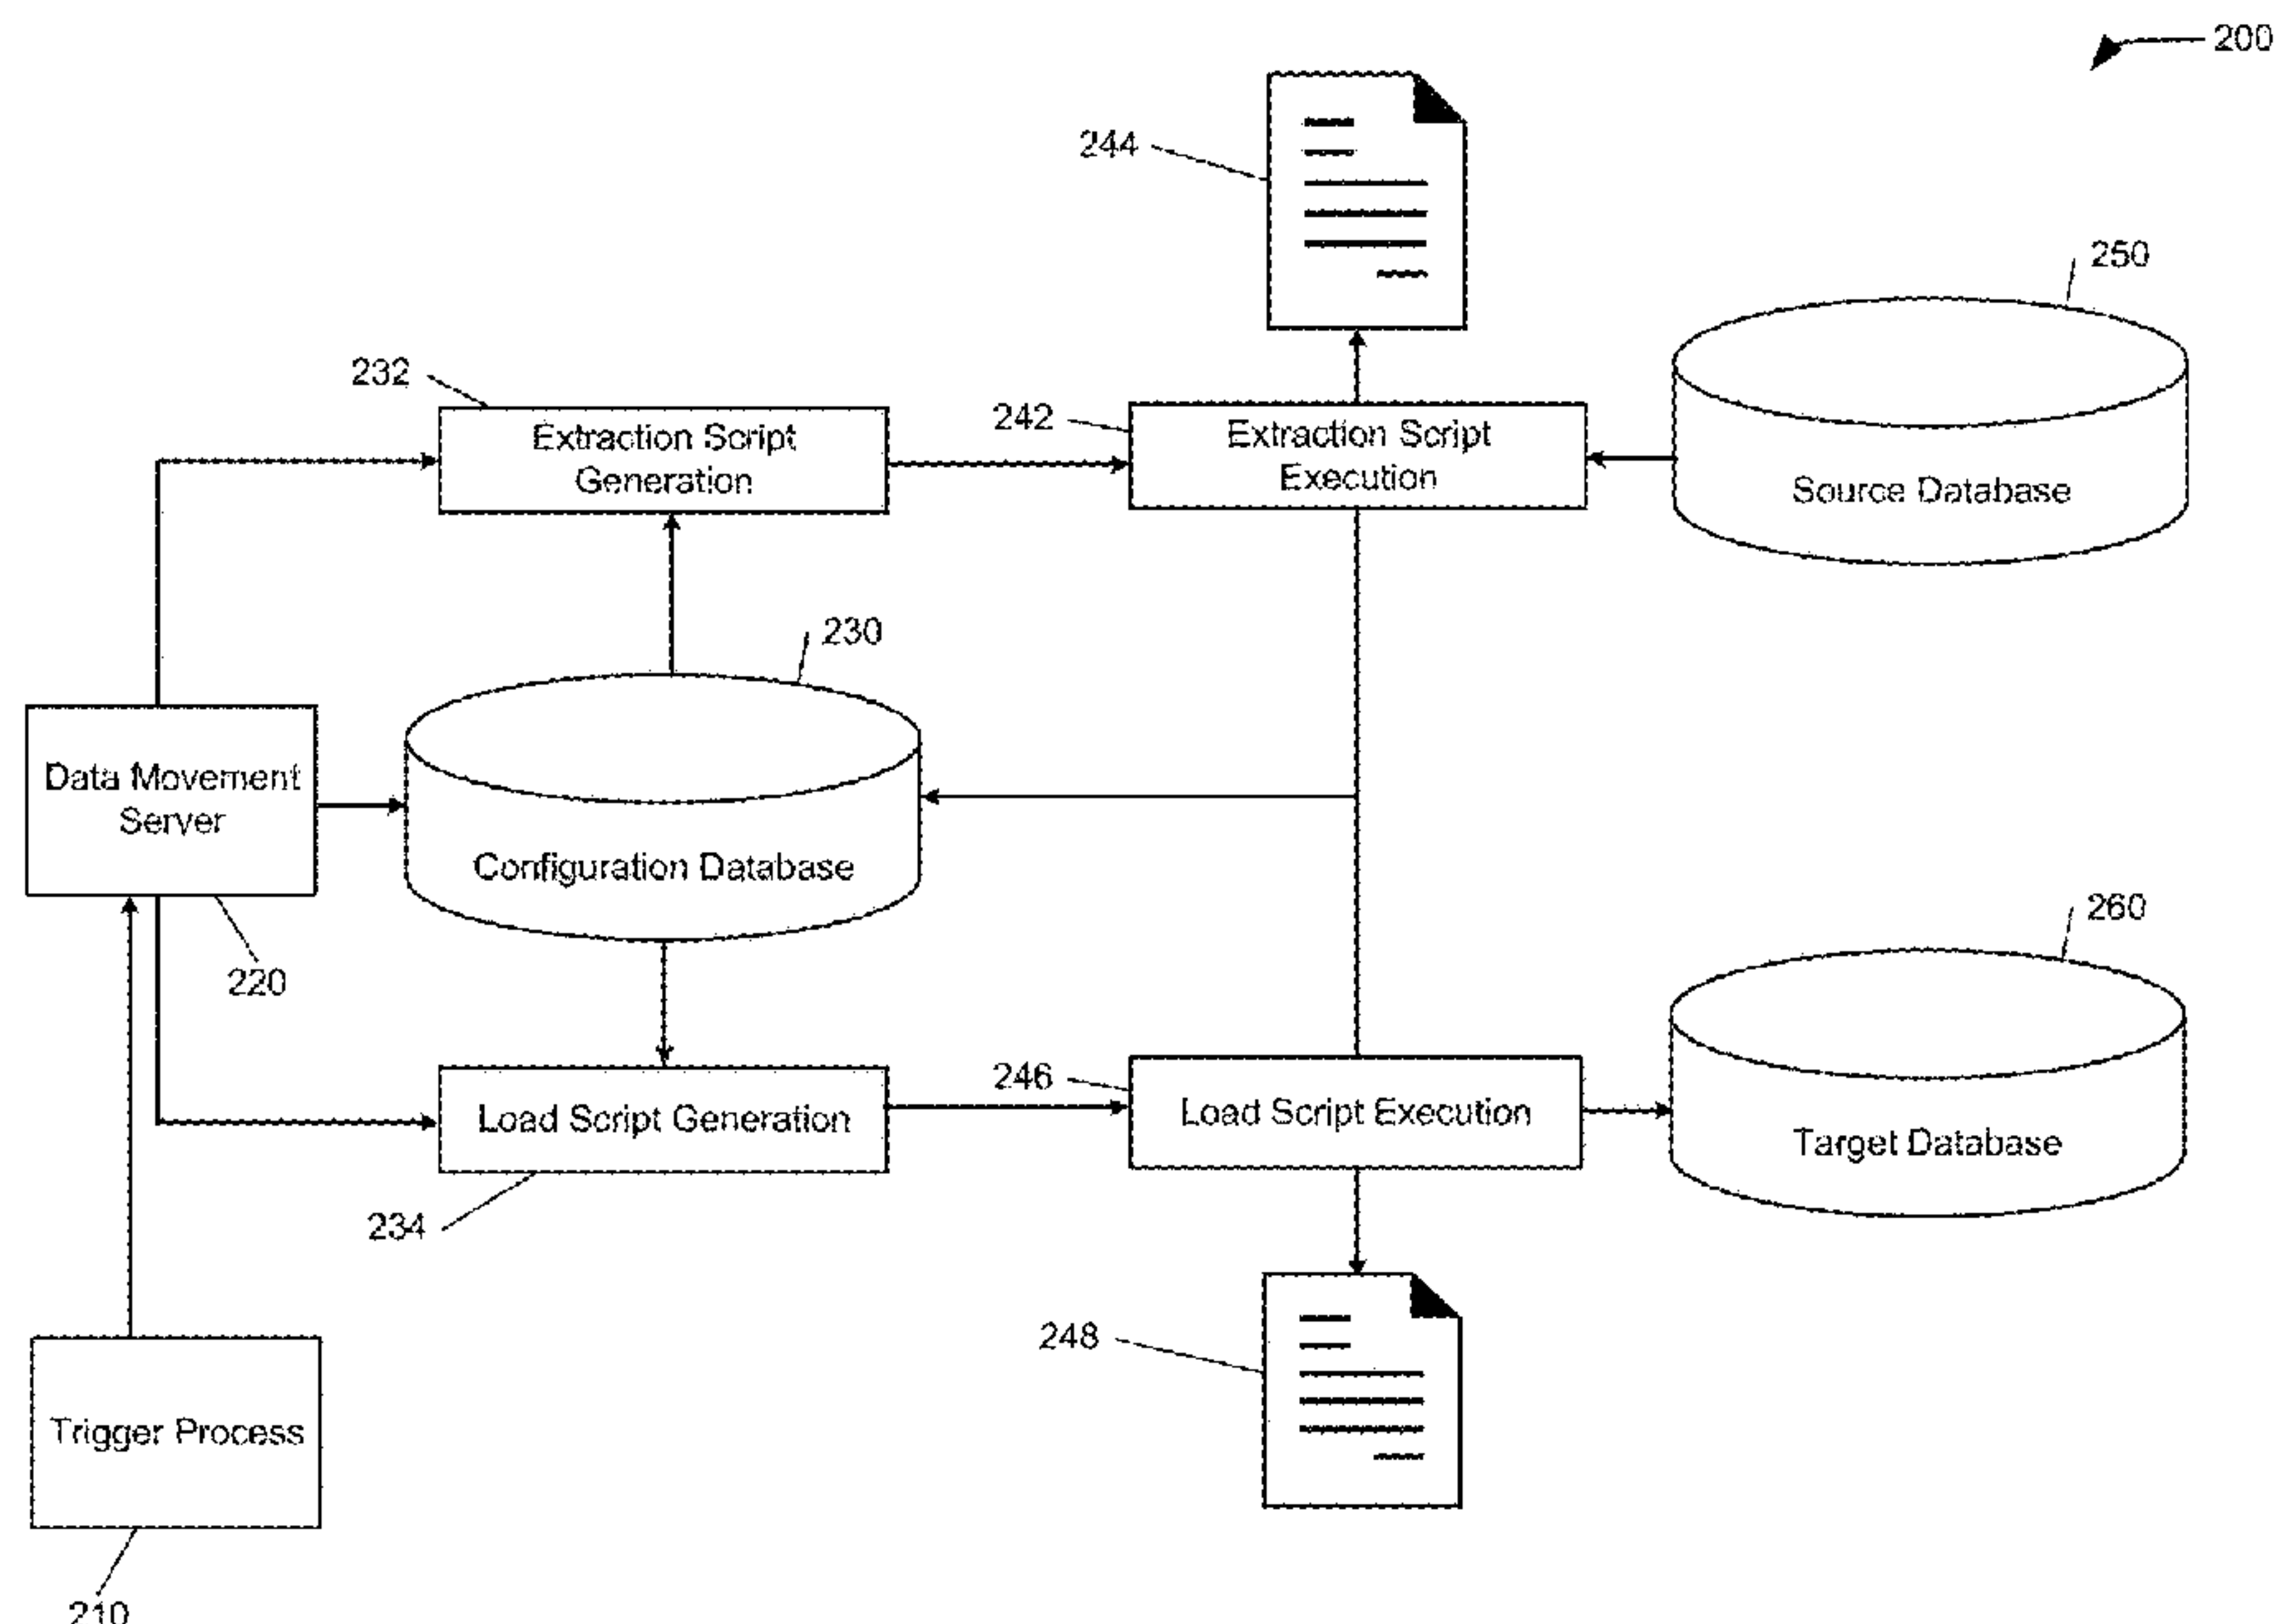 200
244
250
232
Extraction Script
Generation
242
Extraction Script
Execution
Source Database
230
Data Movement
Server
Configuration Database
220
260
246
Load Script Generation
Load Script Execution
Target Database
234
248
Trigger Process
210